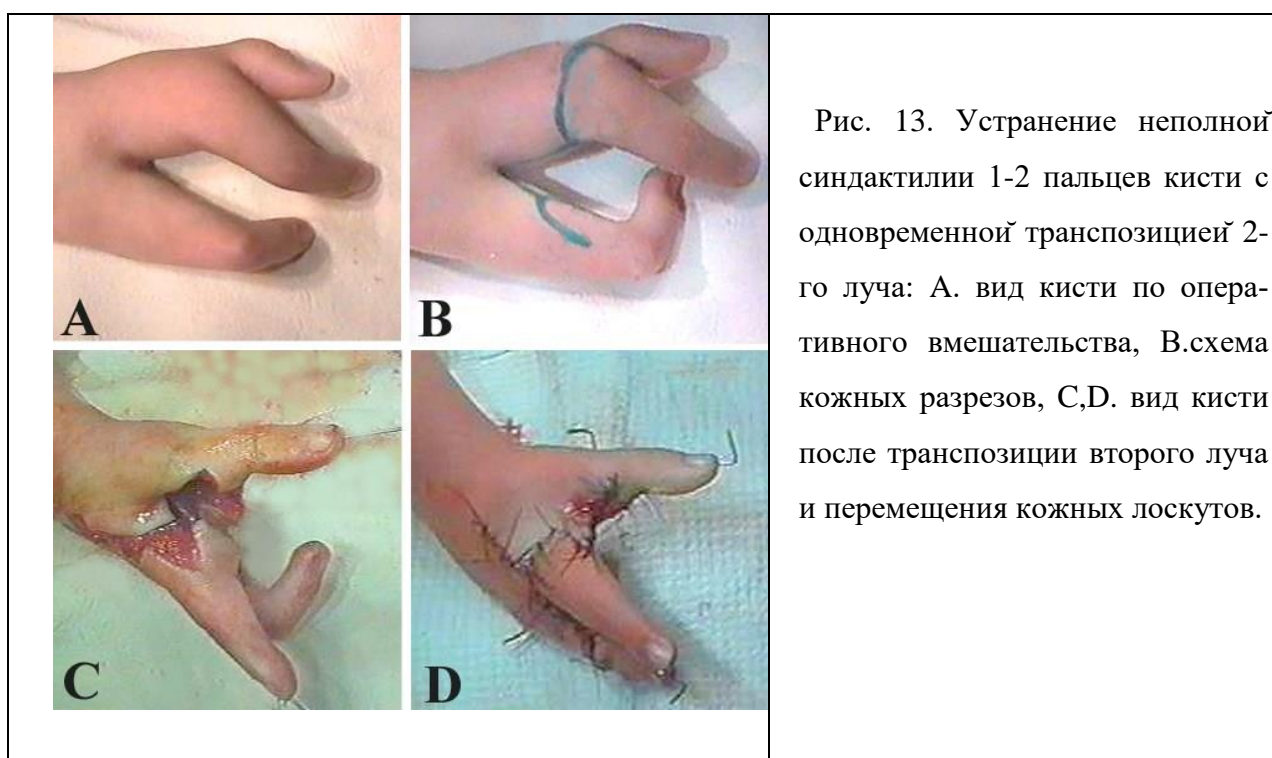 A
B
C
D
Рис. 13. Устранение неполной
синдактилии 1-2 пальцев кисти с
одновременной транспозицией 2-
го луча: А. вид кисти по опера-
тивного вмешательства, В.схема
кожных разрезов, C,D. вид кисти
после транспозиции второго луча
и перемещения кожных лоскутов.